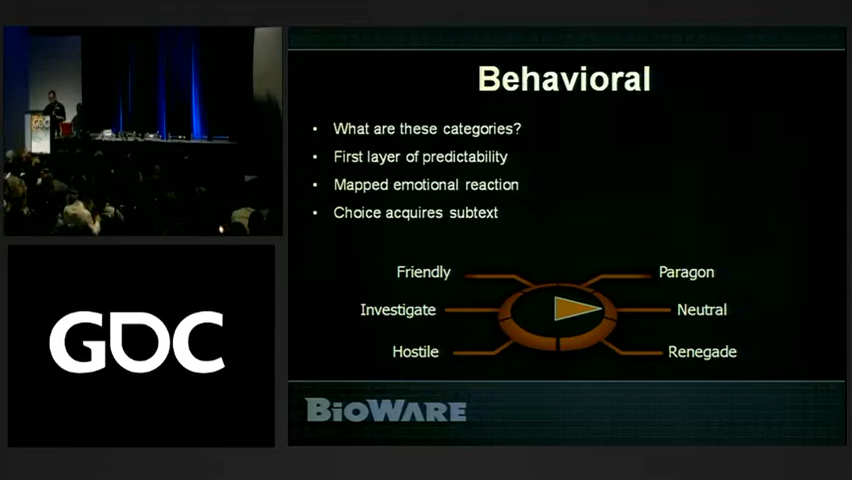 Behavioral
• What are these categories?
• First layer of predictability
• Mapped emotional reaction
• Choice acquires subtext
Friendly
Paragon
Investigate
Neutral
Hostile
Renegade
BIOWARE
GDC
GDC